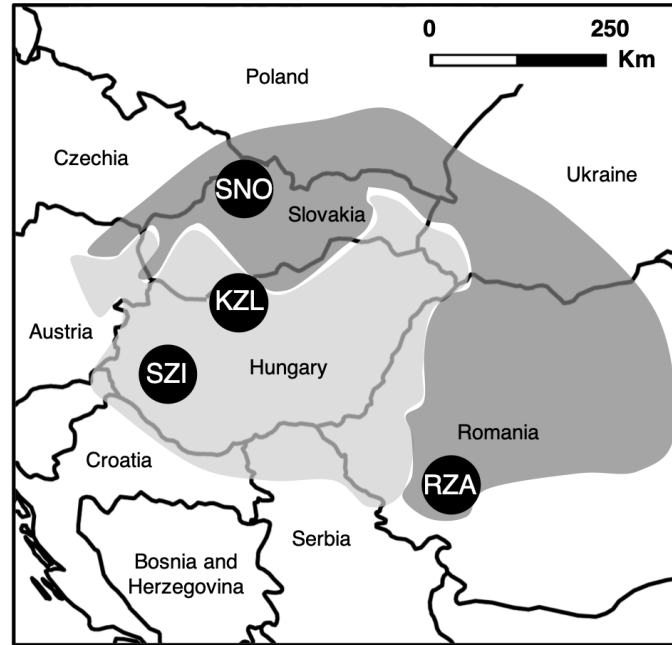 0 250
Km
Poland
Czechia
Ukraine
SNO
Slovakia
KZL
Austria
SZI
Hungary
Romania
Croatia
RZA
Serbia
Bosnia and
Herzegovina